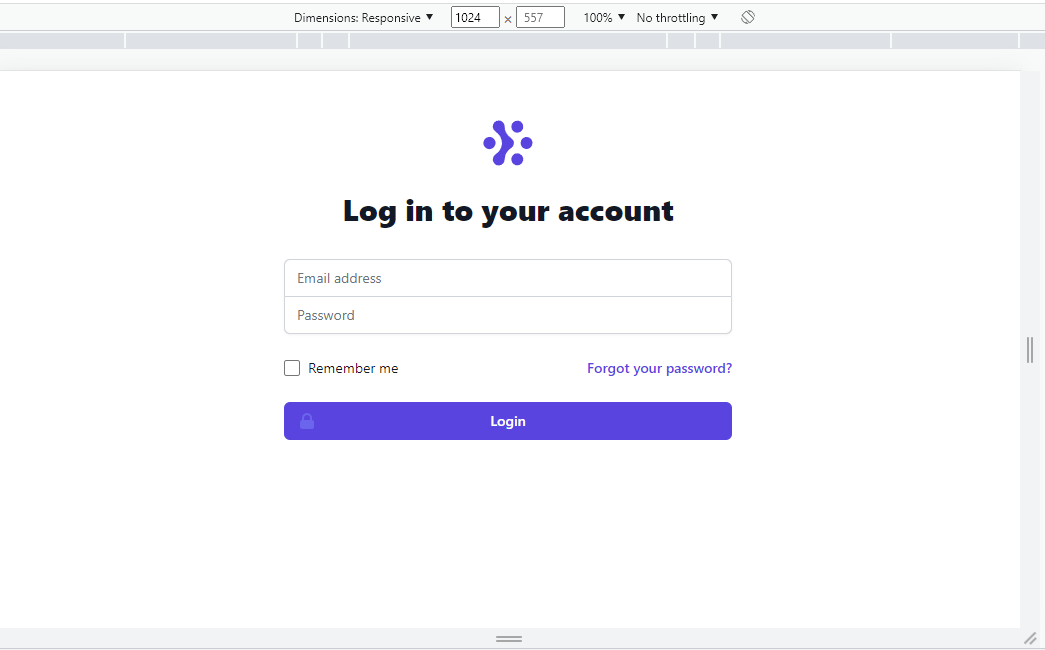 Dimensions: Responsive ▼ 1024 × 557 100% ▼ No throttling ▼
Log in to your account
Email address
Password
Remember me Forgot your password?
Login